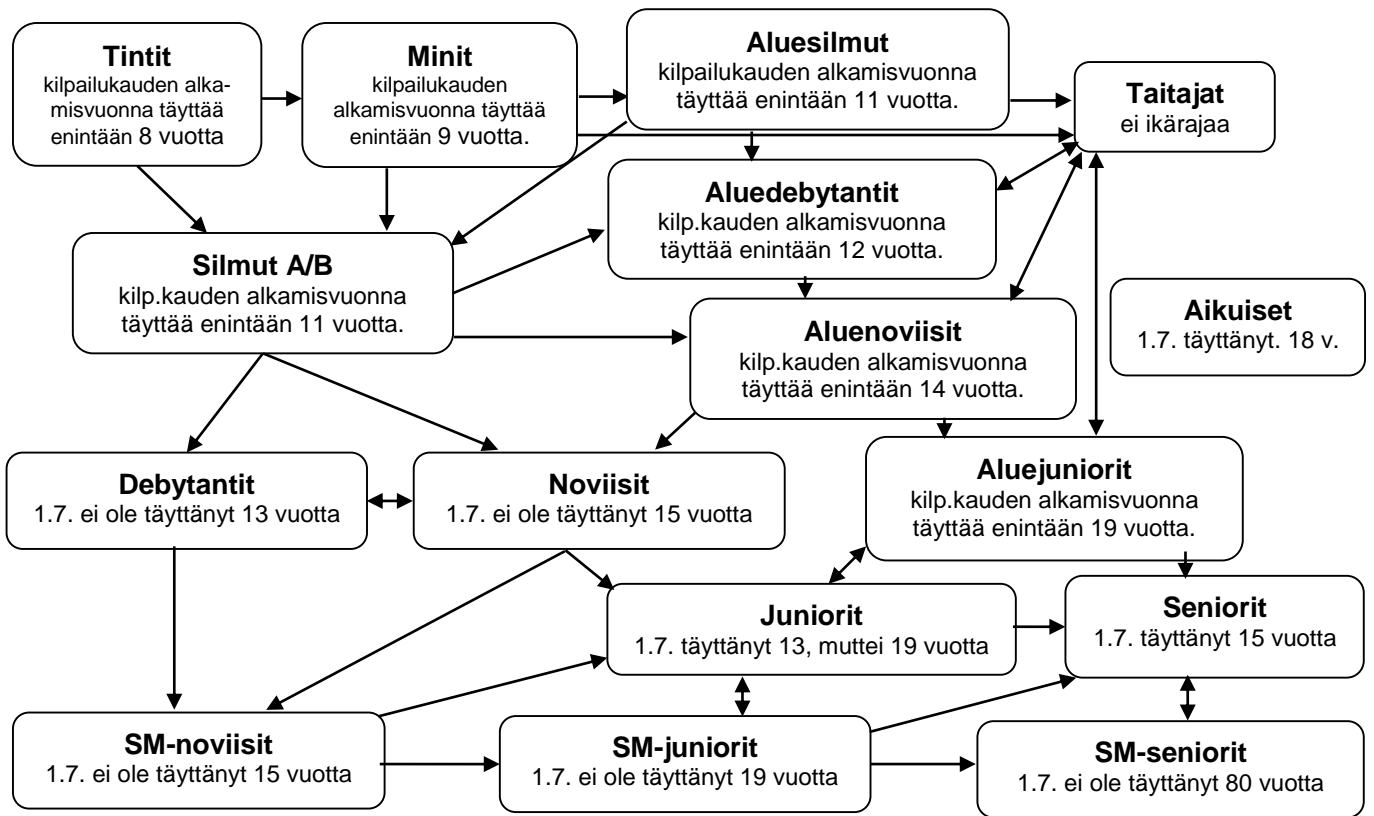 Tintit
kilpailukauden alka-
misvuonna täyttää
enintään 8 vuotta
Minit
kilpailukauden
alkamisvuonna täyttää
enintään 9 vuotta.
Aluesilmut
kilpailukauden alkamisvuonna
täyttää enintään 11 vuotta.
Taitajat
ei ikärajaa
Aluedebytantit
kilp.kauden alkamisvuonna
täyttää enintään 12 vuotta.
Silmut A/B
kilp.kauden alkamisvuonna
täyttää enintään 11 vuotta.
Aluenoviisit
kilp.kauden alkamisvuonna
täyttää enintään 14 vuotta.
Aikuiset
1.7. täyttänyt. 18 v.
Debytantit
1.7. ei ole täyttänyt 13 vuotta
Noviisit
1.7. ei ole täyttänyt 15 vuotta
Aluejuniorit
kilp.kauden alkamisvuonna
täyttää enintään 19 vuotta.
Juniorit
1.7. täyttänyt 13, muttei 19 vuotta
Seniorit
1.7. täyttänyt 15 vuotta
SM-noviisit
1.7. ei ole täyttänyt 15 vuotta
SM-juniorit
1.7. ei ole täyttänyt 19 vuotta
SM-seniorit
1.7. ei ole täyttänyt 80 vuotta